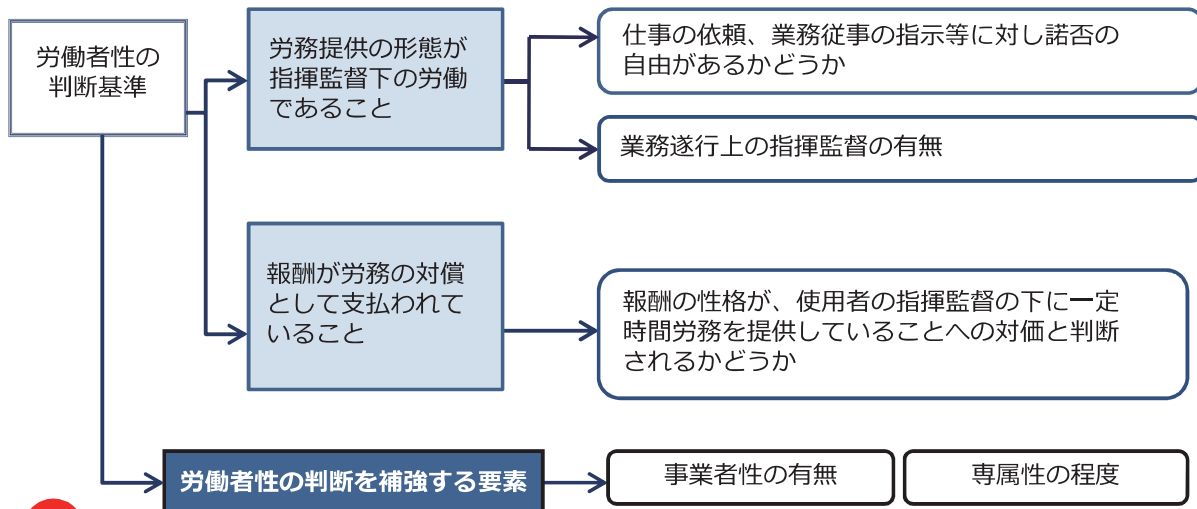 労働者性の
判断基準
労務提供の形態が
指揮監督下の労働
であること
仕事の依頼、業務従事の指示等に対し諾否の
自由があるかどうか
業務遂行上の指揮監督の有無
報酬が労務の対償
として支払われて
いること
報酬の性格が、使用者の指揮監督の下に一定
時間労務を提供していることへの対価と判断
されるかどうか
労働者性の判断を補強する要素
事業者性の有無
専属性の程度